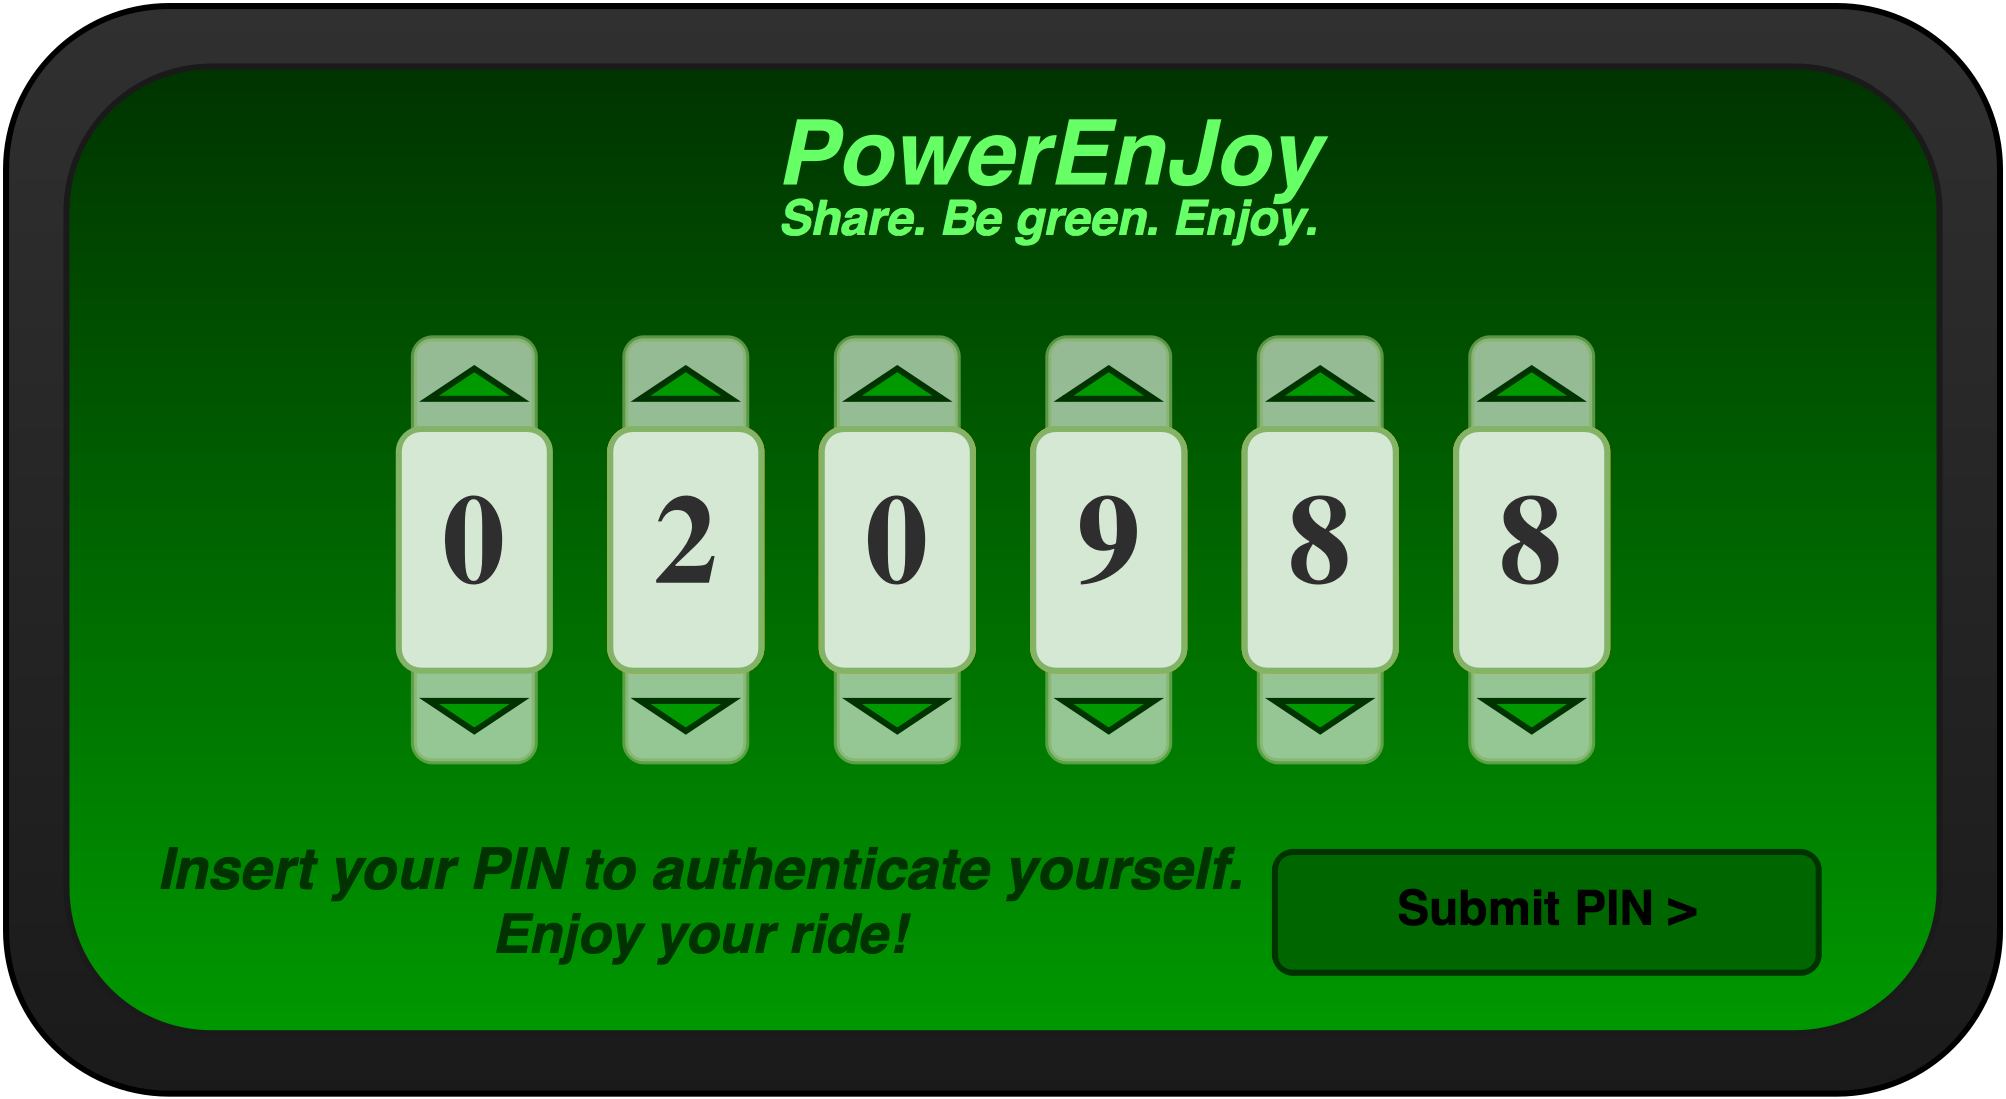 PowerEnJoy
Share. Be green. Enjoy.
0 2 0 9 8 8
Insert your PIN to authenticate yourself.
Enjoy your ride!
Submit PIN >